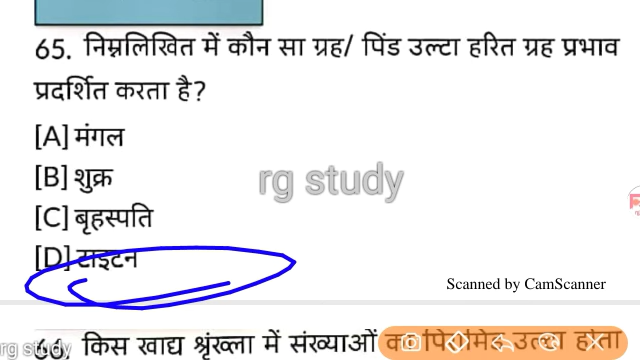 65. निम्नलिखित में कौन सा ग्रह/ पिंड उल्टा हरित ग्रह प्रभाव
प्रदर्शित करता है?
[A] मंगल
[B] शुक्र
rg study
[C] बृहस्पति
[D] टाइटन
Scanned by CamScanner
rg study
66. किस खाद्य श्रृंख्ला में संख्याओं का पिरामिड उल्टा होता